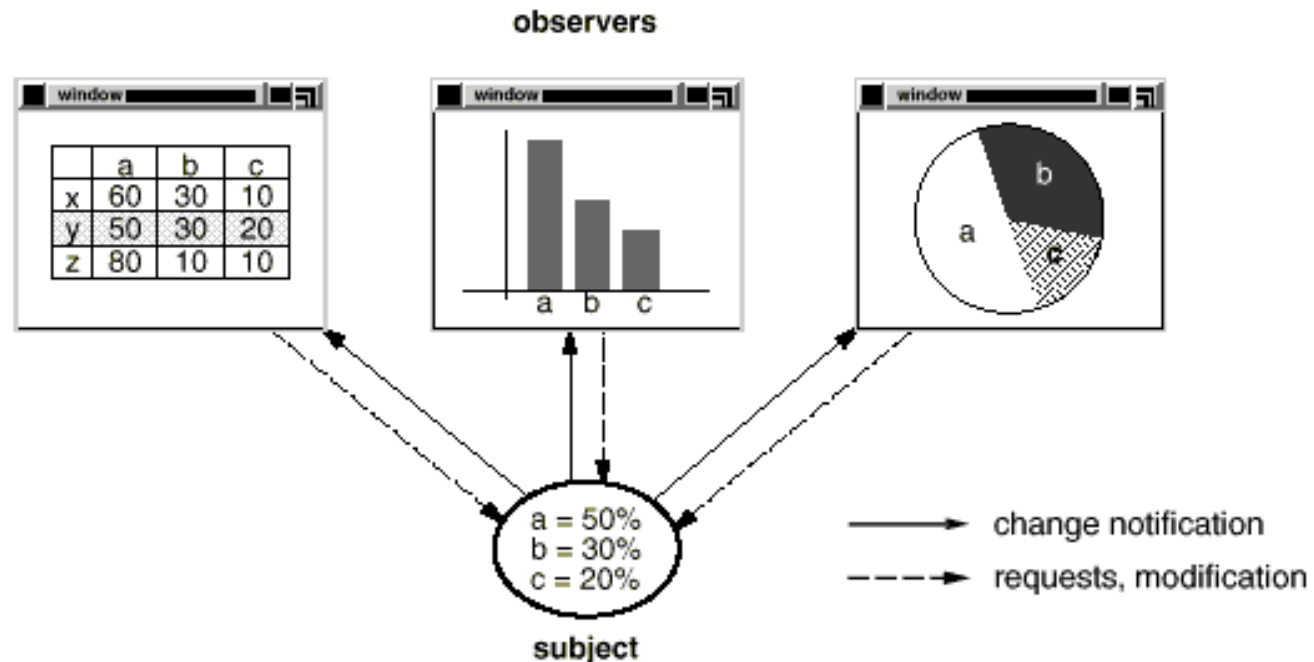 observers
window
window
window
a b c
x 60 30 10
y 50 30 20
z 80 10 10
a b c
a
b
c
a = 50%
b = 30%
c = 20%
subject
change notification
requests, modification